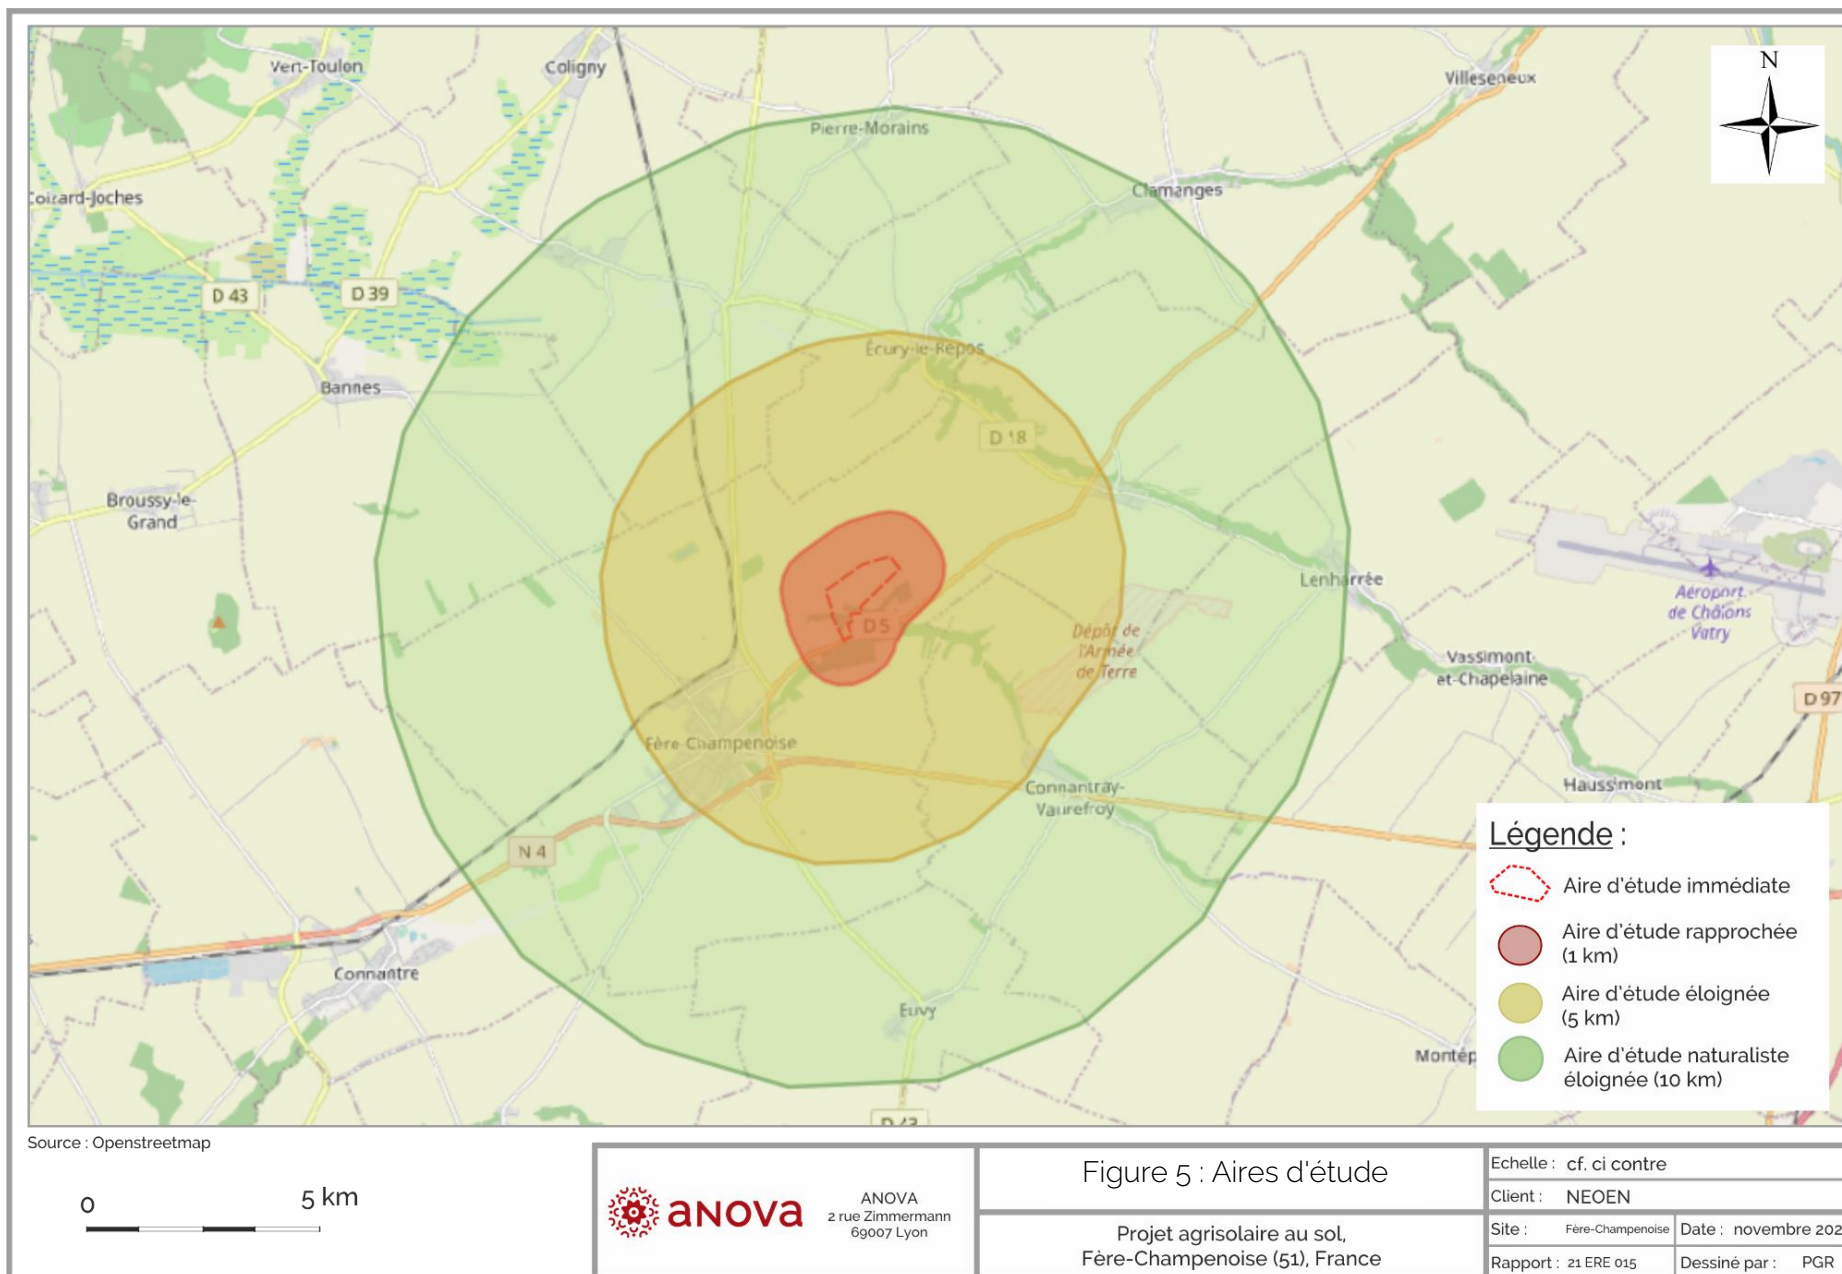 Vert-Toulon
Coligny
Villeseneux
N
Pierre-Morains
Coizard-Joches
Clamanges
D 43
D 39
Écury-le-Repos
Bannes
D 18
Broussy-le-
Grand
Lenharrée
Aéroport
de Châlons
Vatry
D 5
Dépôt de
l'Armée
de Terre
Vassimont-
et-Chapelaine
D 97
Fère-Champenoise
Connantray-
Vaurefroy
Haussimont
N 4
Connantre
Euvy
Montép
Légende :
Aire d'étude immédiate
Aire d'étude rapprochée
(1 km)
Aire d'étude éloignée
(5 km)
Aire d'étude naturaliste
éloignée (10 km)
Source : Openstreetmap
0 5 km
ANOVA
ANOVA
2 rue Zimmermann
69007 Lyon
Figure 5 : Aires d'étude
Projet agrisolaire au sol,
Fère-Champenoise (51), France
Echelle : cf. ci contre
Client : NEOEN
Site : Fère-Champenoise Date : novembre 202
Rapport : 21 ERE 015 Dessiné par : PGR